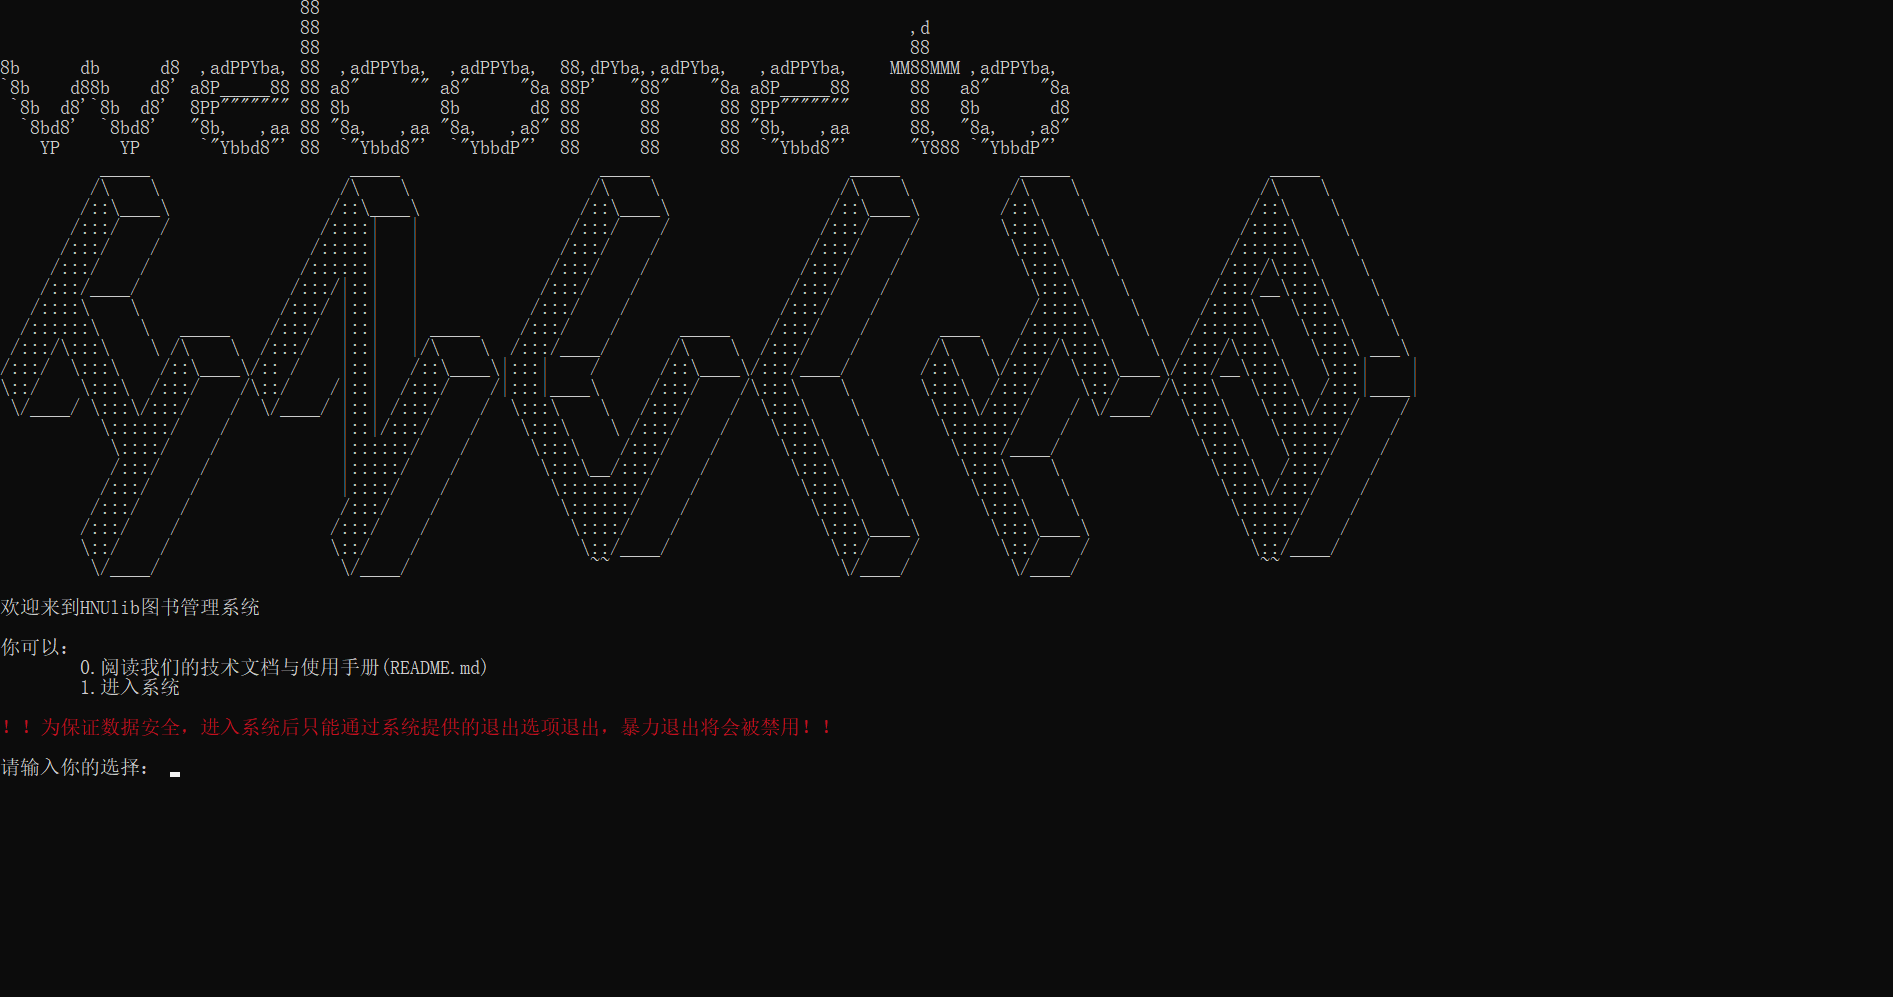 welcome to
HNULIB
欢迎来到HNUlib图书管理系统
你可以:
0.阅读我们的技术文档与使用手册(README.md)
1.进入系统
!!为保证数据安全，进入系统后只能通过系统提供的退出选项退出，暴力退出将会被禁用!!
请输入你的选择: